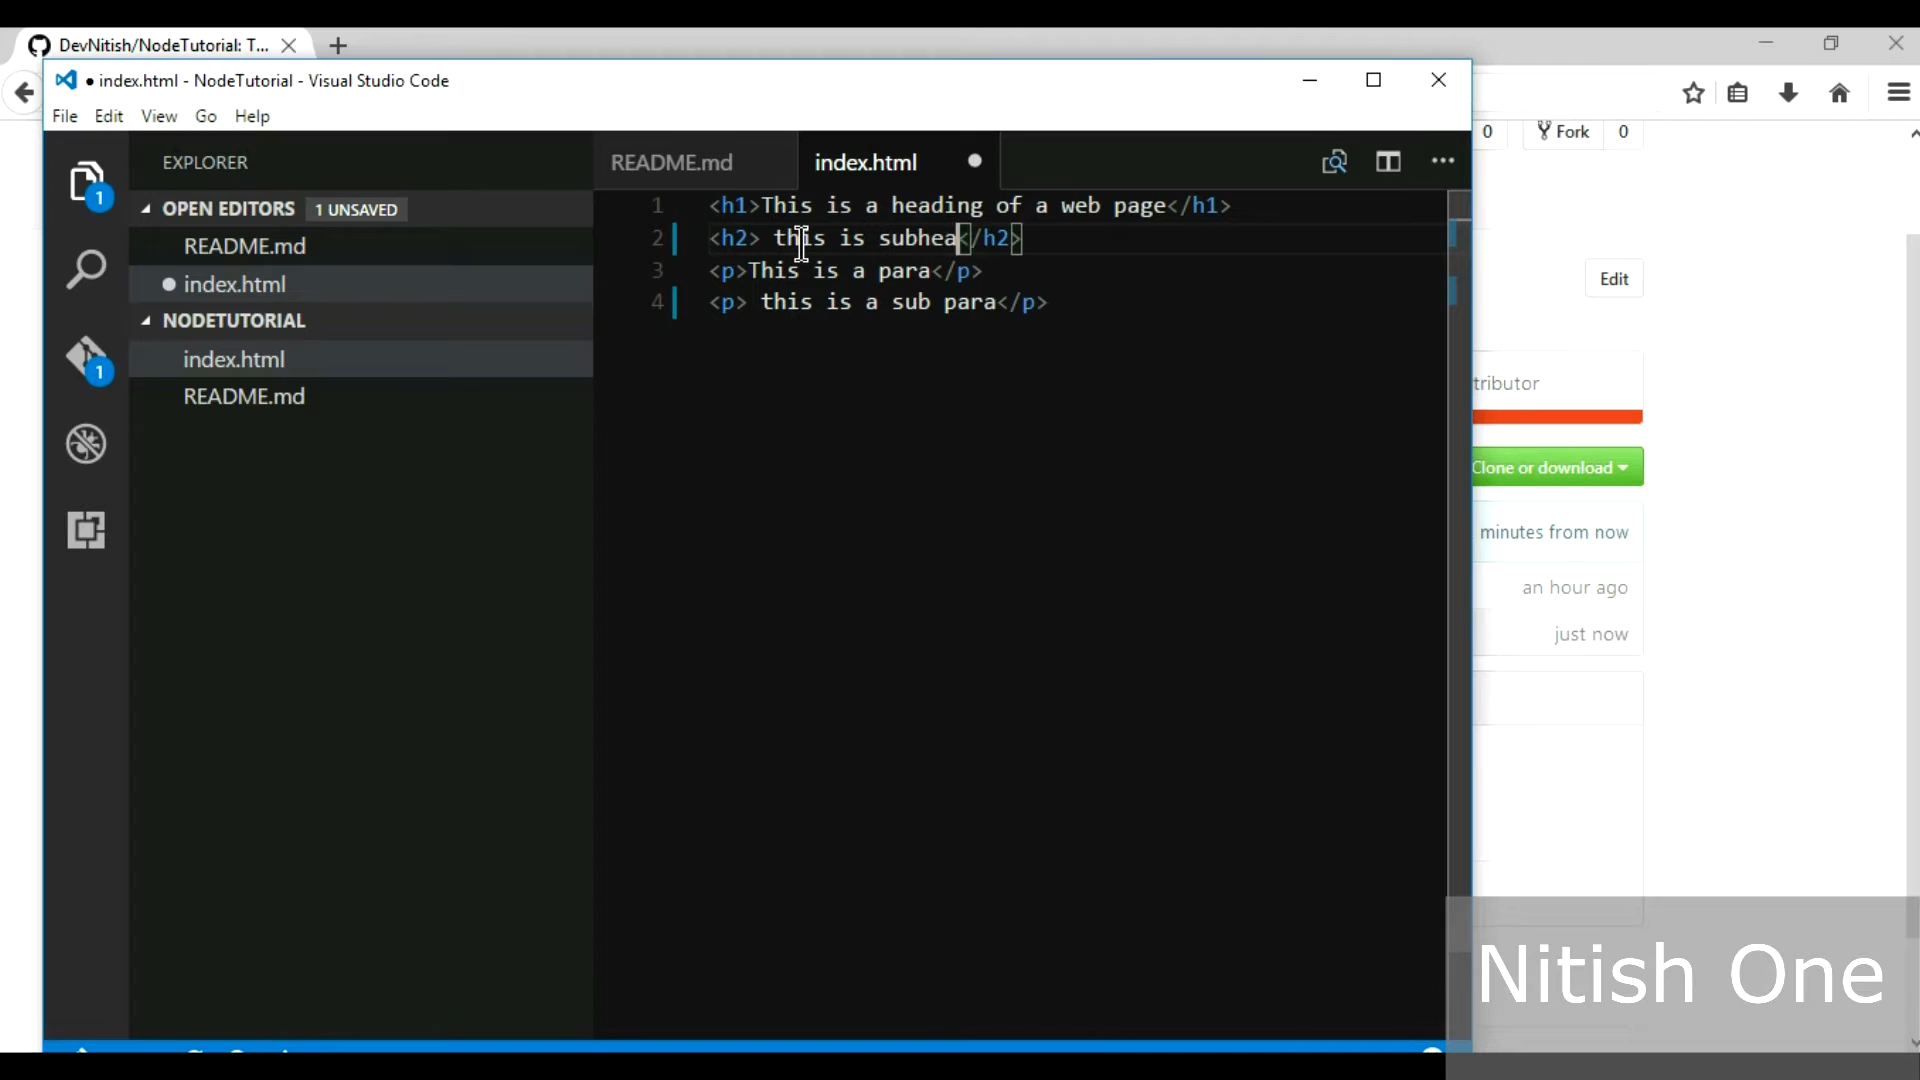 DevNitish/NodeTutorial: T...
● index.html - NodeTutorial - Visual Studio Code
File Edit View Go Help
0 Fork 0
EXPLORER
README.md index.html
OPEN EDITORS 1 UNSAVED
README.md
index.html
NODETUTORIAL
index.html
README.md
1
1
1 <h1>This is a heading of a web page</h1>
2 <h2> this is subhea</h2>
3 <p>This is a para</p>
4 <p> this is a sub para</p>
Edit
tributor
Clone or download
minutes from now
an hour ago
just now
Nitish One